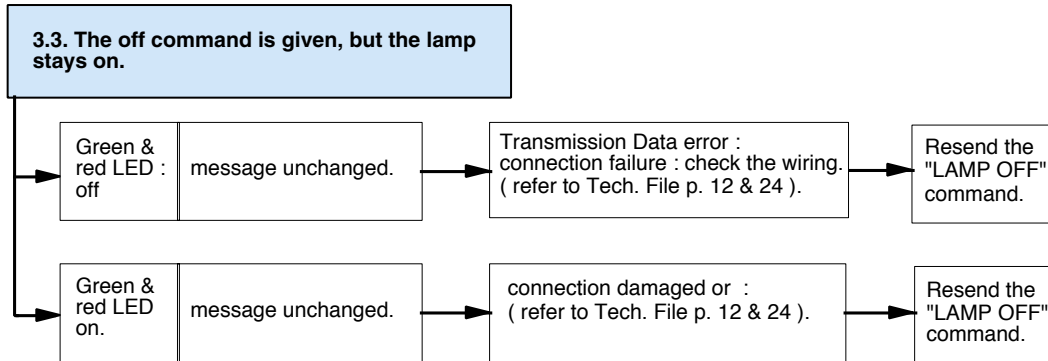 3.3. The off command is given, but the lamp
stays on.
Green &
red LED :
off
message unchanged.
Transmission Data error :
connection failure : check the wiring.
( refer to Tech. File p. 12 & 24 ).
Resend the
"LAMP OFF"
command.
Green &
red LED
on.
message unchanged.
connection damaged or :
( refer to Tech. File p. 12 & 24 ).
Resend the
"LAMP OFF"
command.